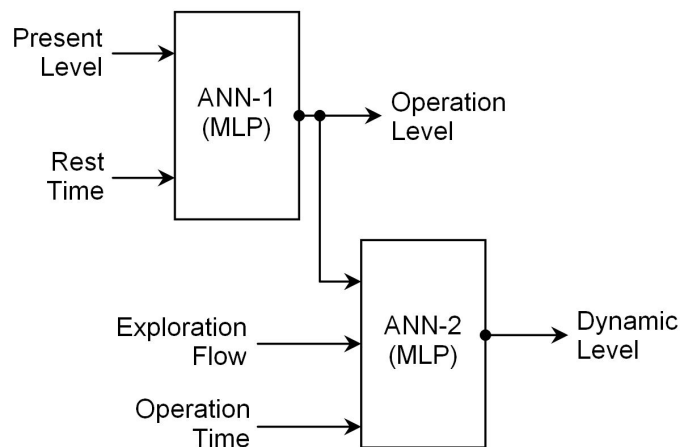 Present
Level
Rest
Time
ANN-1
(MLP)
Operation
Level
Exploration
Flow
Operation
Time
ANN-2
(MLP)
Dynamic
Level